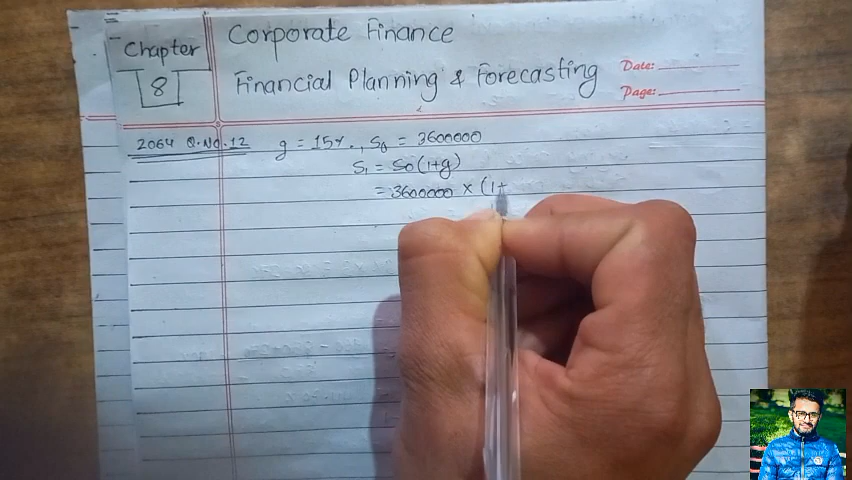 Chapter
8
Corporate Finance
Financial Planning & Forecasting
Date:
Page:
2064 Q.No.12 g = 15%., S₀ = 3600000
S₁ = S0(1+g)
= 3600000 × (1+